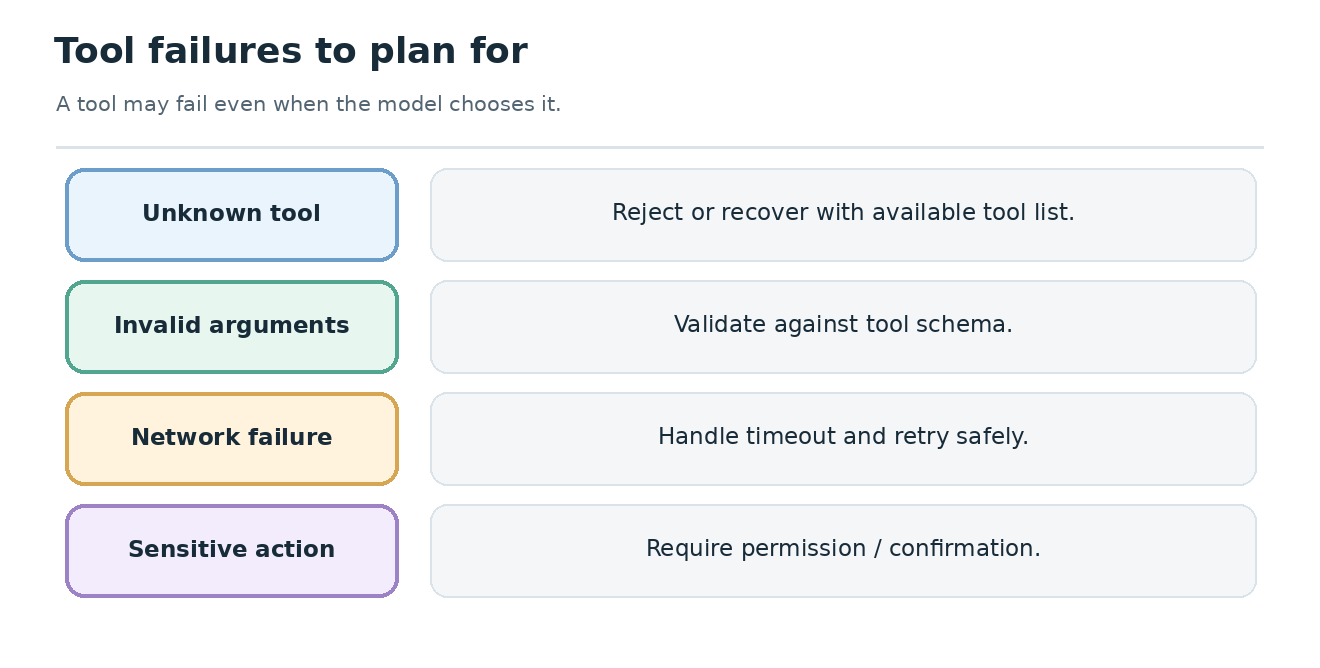 Tool failures to plan for
A tool may fail even when the model chooses it.
Unknown tool
Reject or recover with available tool list.
Invalid arguments
Validate against tool schema.
Network failure
Handle timeout and retry safely.
Sensitive action
Require permission / confirmation.